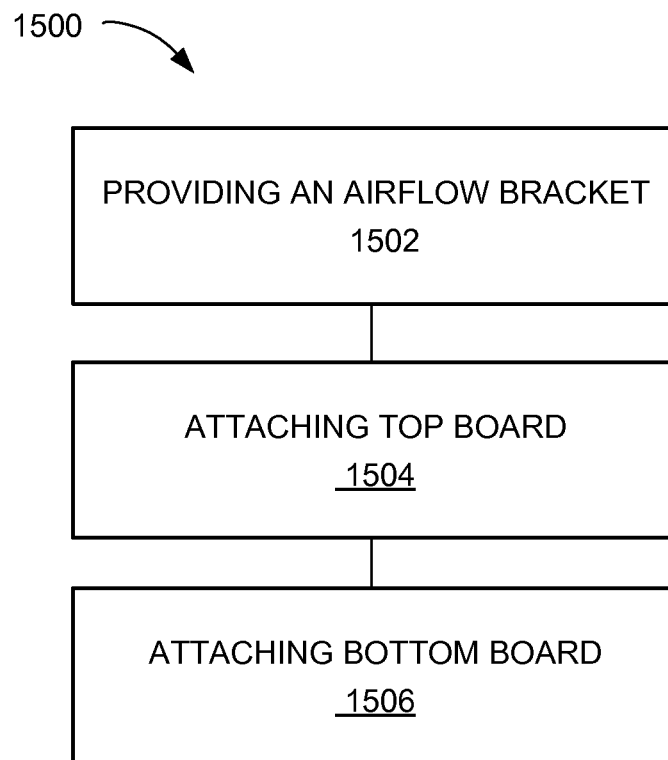 1500
PROVIDING AN AIRFLOW BRACKET
1502
ATTACHING TOP BOARD
1504
ATTACHING BOTTOM BOARD
1506